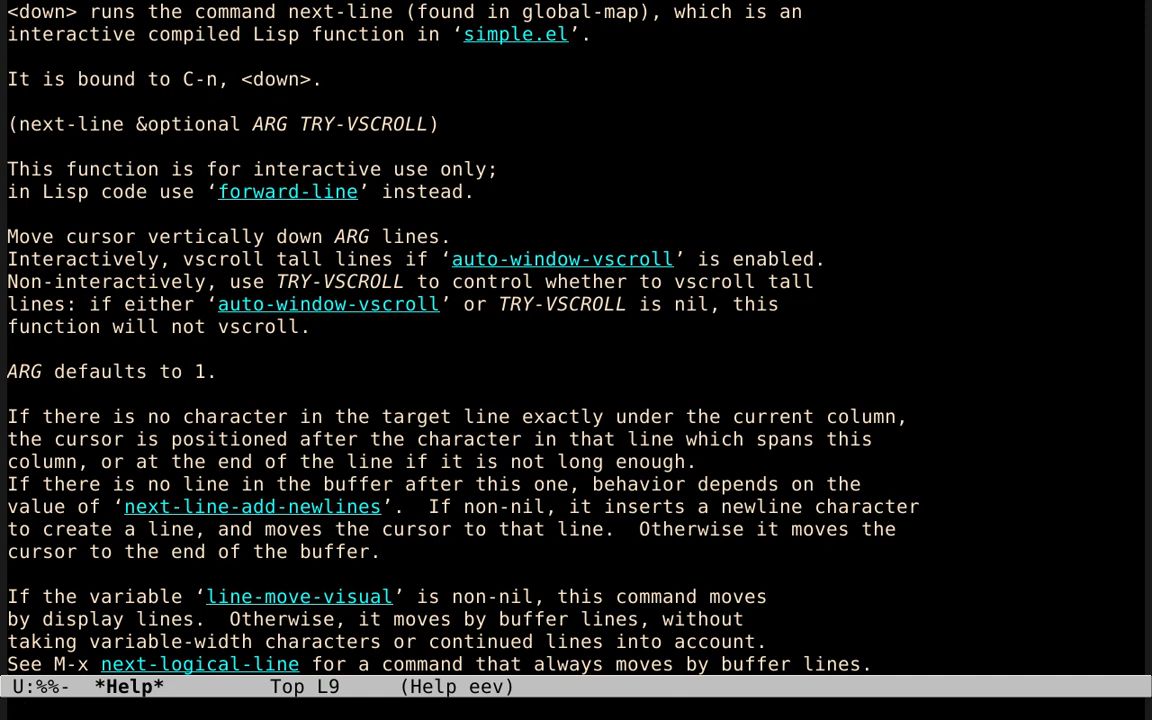 <down> runs the command next-line (found in global-map), which is an
interactive compiled Lisp function in ‘simple.el’.
It is bound to C-n, <down>.
(next-line &optional ARG TRY-VSCROLL)
This function is for interactive use only;
in Lisp code use ‘forward-line’ instead.
Move cursor vertically down ARG lines.
Interactively, vscroll tall lines if ‘auto-window-vscroll’ is enabled.
Non-interactively, use TRY-VSCROLL to control whether to vscroll tall
lines: if either ‘auto-window-vscroll’ or TRY-VSCROLL is nil, this
function will not vscroll.
ARG defaults to 1.
If there is no character in the target line exactly under the current column,
the cursor is positioned after the character in that line which spans this
column, or at the end of the line if it is not long enough.
If there is no line in the buffer after this one, behavior depends on the
value of ‘next-line-add-newlines’.  If non-nil, it inserts a newline character
to create a line, and moves the cursor to that line.  Otherwise it moves the
cursor to the end of the buffer.
If the variable ‘line-move-visual’ is non-nil, this command moves
by display lines.  Otherwise, it moves by buffer lines, without
taking variable-width characters or continued lines into account.
See M-x next-logical-line for a command that always moves by buffer lines.
U:%%-  *Help*         Top L9     (Help eev)